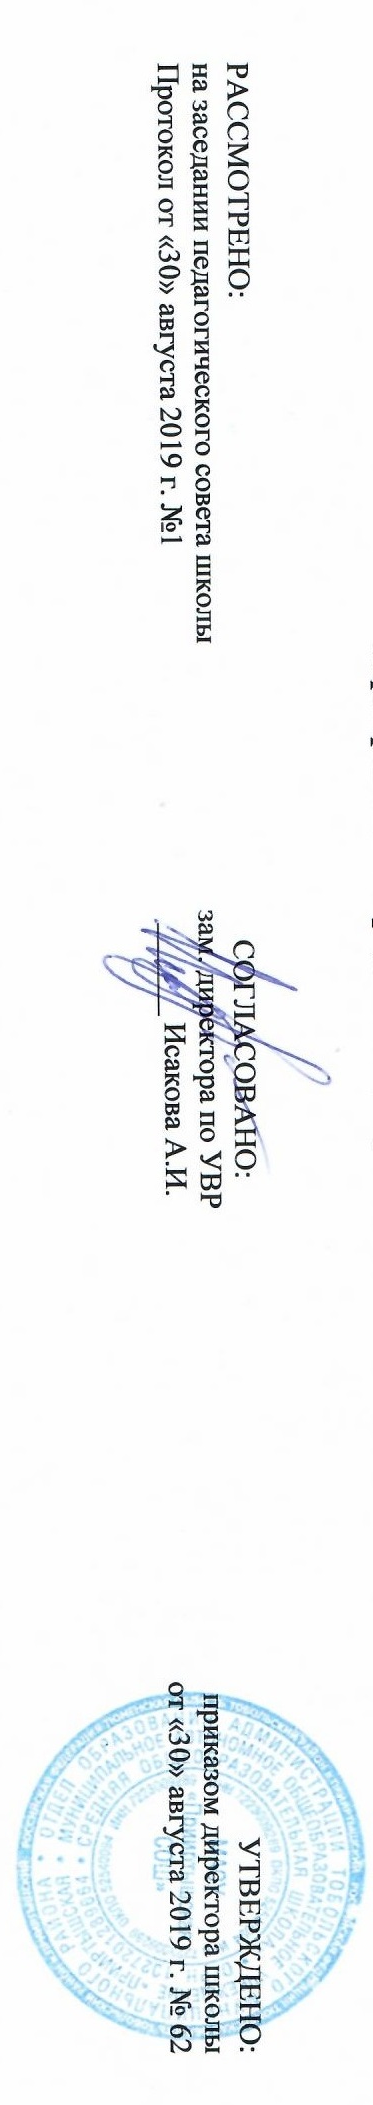 РАССМОТРЕНО:
на заседании педагогического совета школы
Протокол от «30» августа 2019 г. №1
СОГЛАСОВАНО:
зам. директора по УВР
Исакова А.И.
УТВЕРЖДЕНО:
приказом директора школы
от «30» августа 2019 г. № 62